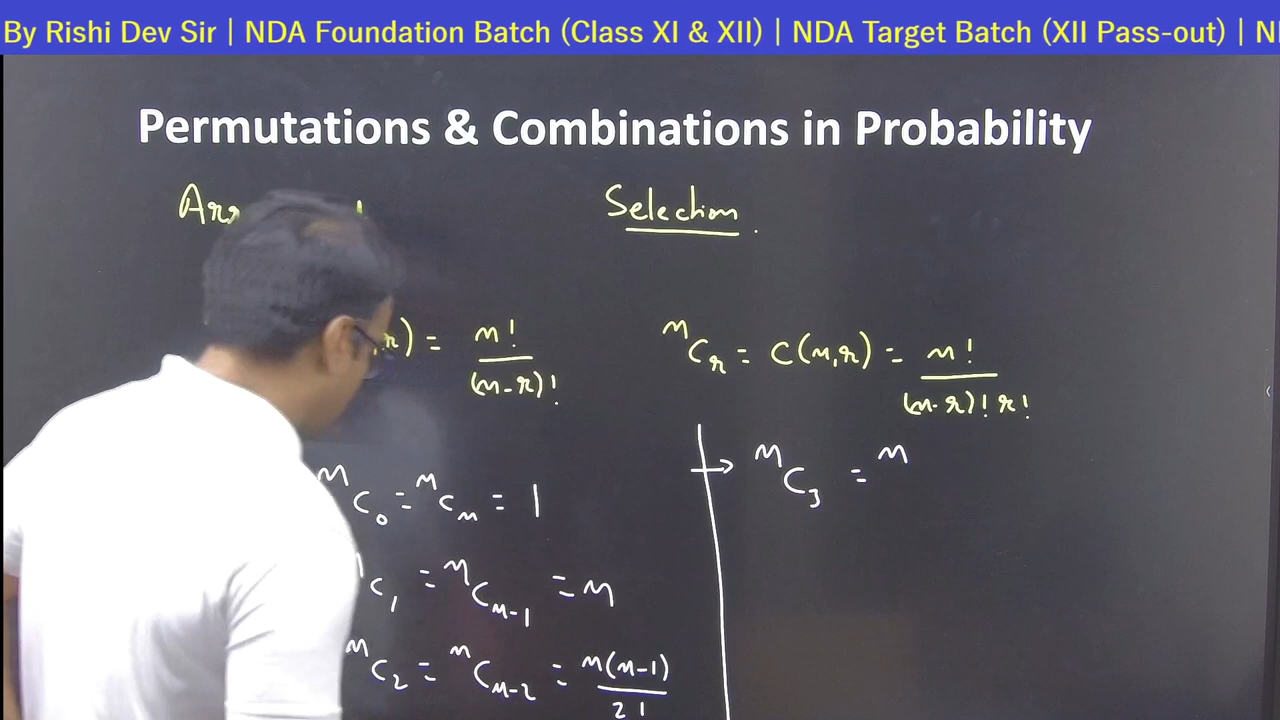 By Rishi Dev Sir | NDA Foundation Batch (Class XI & XII) | NDA Target Batch (XII Pass-out) |
Permutations & Combinations in Probability
Selection.
r) = n! / (n-r)!
ⁿCᵣ = C(n,r) = n! / (n-r)! r!
ⁿC₀ = ⁿCₙ = 1
C₁ = ⁿCₙ₋₁ = n
ⁿC₂ = ⁿCₙ₋₂ = n(n-1) / 2!
→ ⁿC₃ = ⁿ